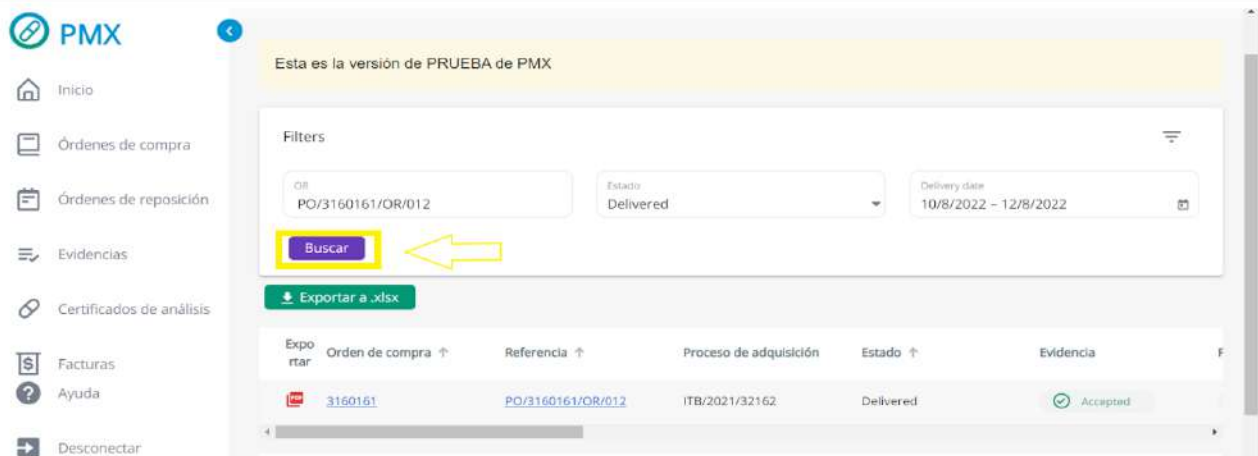 PMX
Inicio
Órdenes de compra
Órdenes de reposición
Evidencias
Certificados de análisis
Facturas
Ayuda
Desconectar
Esta es la versión de PRUEBA de PMX
Filters
OR
PO/3160161/OR/012
Estado
Delivered
Delivery date
10/8/2022 – 12/8/2022
Buscar
Exportar a .xlsx
Expo
rtar
Orden de compra
Referencia
Proceso de adquisición
Estado
Evidencia
F
PDF
3160161
PO/3160161/OR/012
ITB/2021/32162
Delivered
Accepted